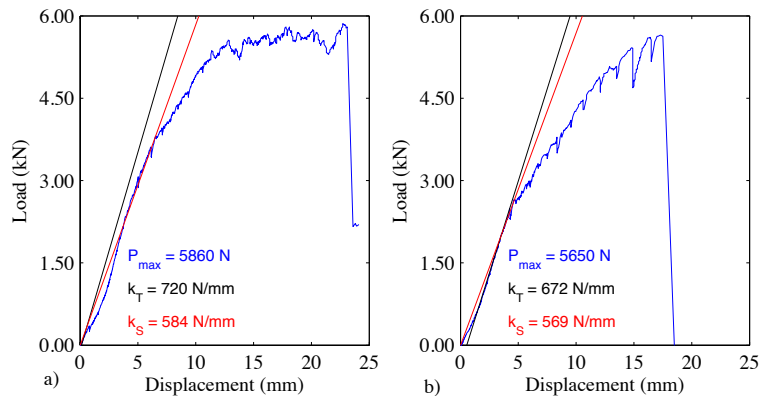 6.00
4.50
3.00
1.50
0.00
Load (kN)
P_max = 5860 N
k_T = 720 N/mm
k_S = 584 N/mm
0 5 10 15 20 25
a) Displacement (mm)
6.00
4.50
3.00
1.50
0.00
Load (kN)
P_max = 5650 N
k_T = 672 N/mm
k_S = 569 N/mm
0 5 10 15 20 25
b) Displacement (mm)